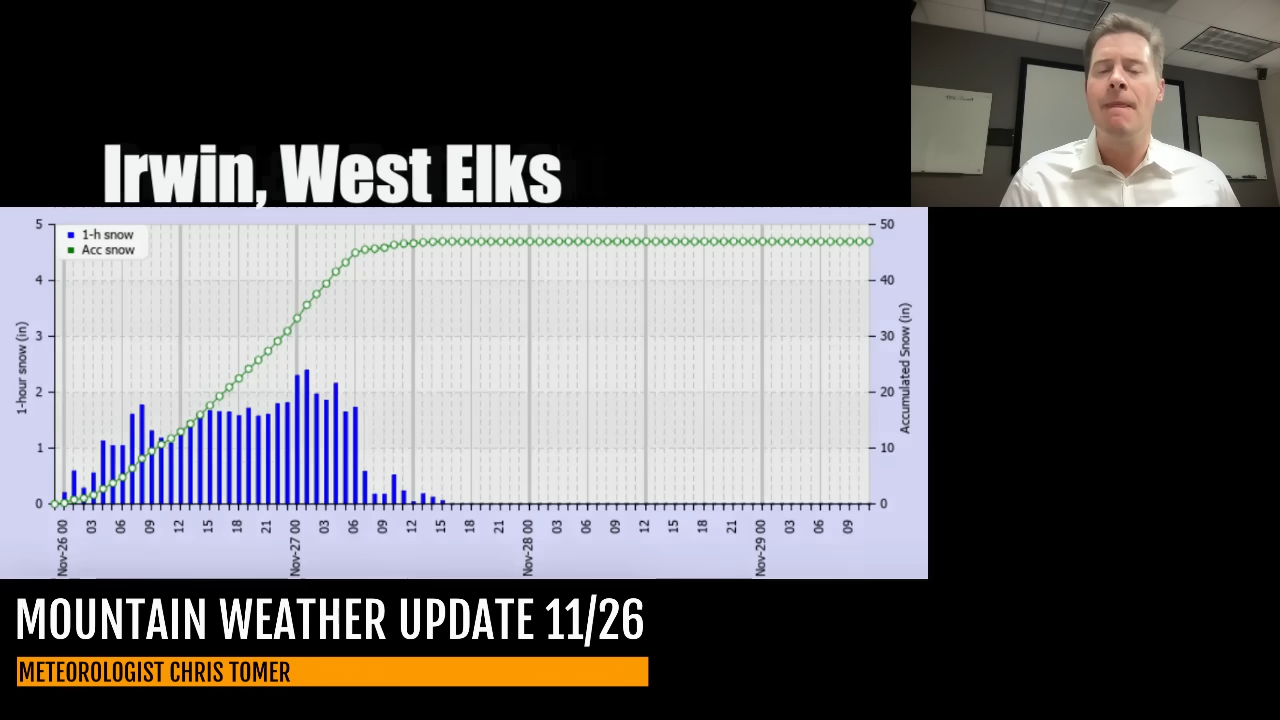 Irwin, West Elks
1-h snow
Acc snow
1-hour snow (in)
5
4
3
2
1
0
50
40
30
20
10
0
Accumulated Snow (in)
00 03 06 09 12 15 18 21 00 03 06 09 12 15 18 21 00 03 06 09 12 15 18 21 00 03 06 09
Nov-26 Nov-27 Nov-28 Nov-29
MOUNTAIN WEATHER UPDATE 11/26
METEOROLOGIST CHRIS TOMER